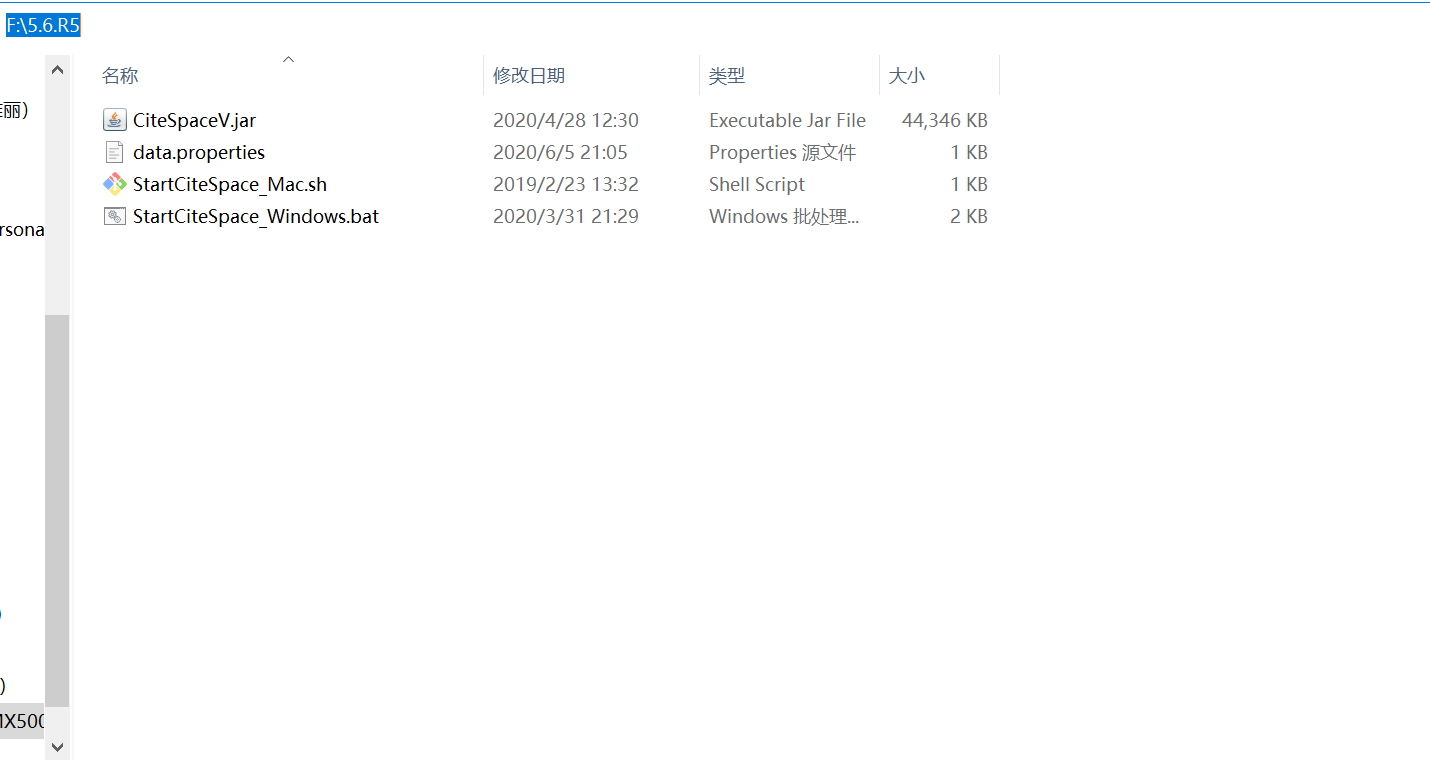 F:\5.6.R5
名称 修改日期 类型 大小
CiteSpaceV.jar 2020/4/28 12:30 Executable Jar File 44,346 KB
data.properties 2020/6/5 21:05 Properties 源文件 1 KB
StartCiteSpace_Mac.sh 2019/2/23 13:32 Shell Script 1 KB
StartCiteSpace_Windows.bat 2020/3/31 21:29 Windows 批处理... 2 KB
丽)
rsona
)
MX500